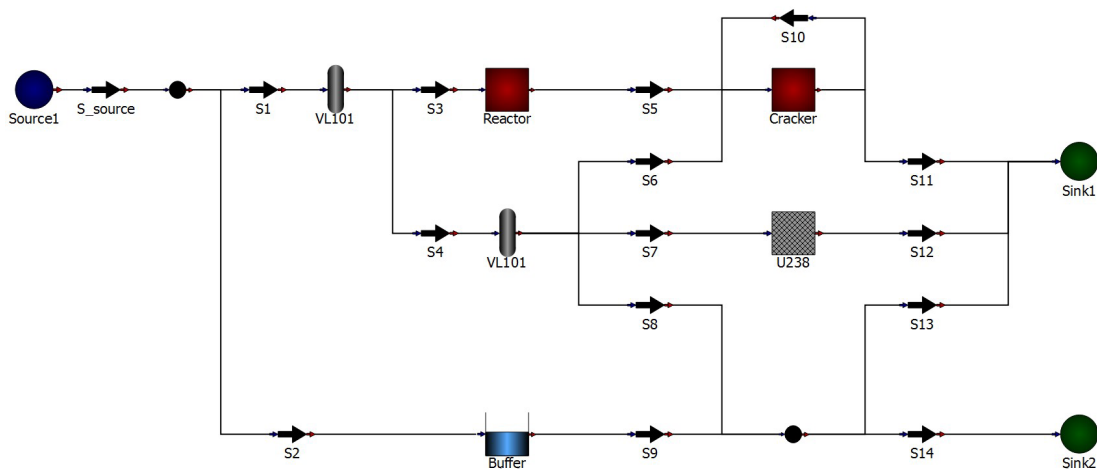 S10
Source1
S_source
S1
VL101
S3
Reactor
S5
Cracker
S6
S11
Sink1
S4
VL101
S7
U238
S12
S8
S13
S2
Buffer
S9
S14
Sink2